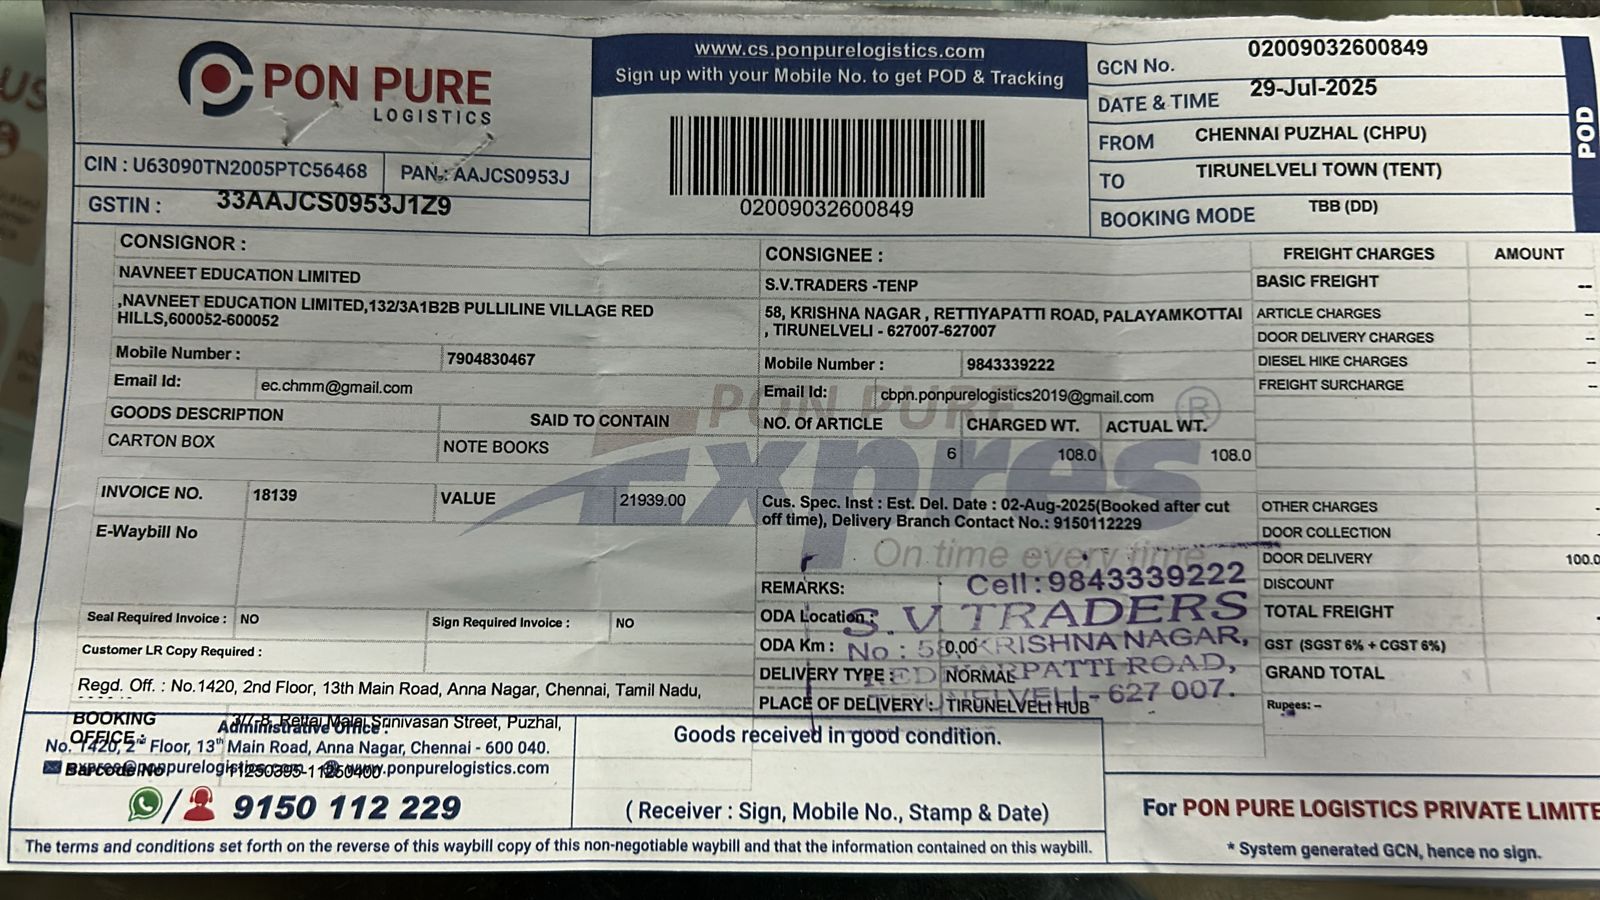 PON PURE
LOGISTICS
CIN : U63090TN2005PTC56468
PAN : AAJCS0953J
GSTIN : 33AAJCS0953J1Z9
www.cs.ponpurelogistics.com
Sign up with your Mobile No. to get POD & Tracking
02009032600849
GCN No. 02009032600849
DATE & TIME 29-Jul-2025
FROM CHENNAI PUZHAL (CHPU)
TO TIRUNELVELI TOWN (TENT)
BOOKING MODE TBB (DD)
POD
CONSIGNOR :
NAVNEET EDUCATION LIMITED
,NAVNEET EDUCATION LIMITED,132/3A1B2B PULLILINE VILLAGE RED
HILLS,600052-600052
Mobile Number : 7904830467
Email Id: ec.chmm@gmail.com
GOODS DESCRIPTION SAID TO CONTAIN
CARTON BOX NOTE BOOKS
INVOICE NO. 18139 VALUE 21939.00
E-Waybill No
Seal Required Invoice : NO Sign Required Invoice : NO
Customer LR Copy Required :
Regd. Off. : No.1420, 2nd Floor, 13th Main Road, Anna Nagar, Chennai, Tamil Nadu,
CONSIGNEE :
S.V.TRADERS -TENP
58, KRISHNA NAGAR , RETTIYAPATTI ROAD, PALAYAMKOTTAI
, TIRUNELVELI - 627007-627007
Mobile Number : 9843339222
Email Id: cbpn.ponpurelogistics2019@gmail.com
NO. Of ARTICLE CHARGED WT. ACTUAL WT.
6 108.0 108.0
PON PURE
Expres ®
On time every time
Cus. Spec. Inst : Est. Del. Date : 02-Aug-2025(Booked after cut
off time), Delivery Branch Contact No.: 9150112229
REMARKS:
ODA Location :
ODA Km : 0.00
DELIVERY TYPE : NORMAL
PLACE OF DELIVERY : TIRUNELVELI HUB
Cell : 9843339222
S.V TRADERS
KRISHNA NAGAR,
ROAD,
TIRUNELVELI - 627 007.
FREIGHT CHARGES AMOUNT
BASIC FREIGHT --
ARTICLE CHARGES --
DOOR DELIVERY CHARGES --
DIESEL HIKE CHARGES --
FREIGHT SURCHARGE --
OTHER CHARGES
DOOR COLLECTION
DOOR DELIVERY 100.0
DISCOUNT
TOTAL FREIGHT
GST (SGST 6% + CGST 6%)
GRAND TOTAL
Rupees: --
BOOKING
OFFICE :
Srinivasan Street, Puzhal,
Administrative Office :
No. 1420, 2nd Floor, 13th Main Road, Anna Nagar, Chennai - 600 040.
Barcode No 11250395-11250400
expres@ponpurelogistics.com www.ponpurelogistics.com
9150 112 229
Goods received in good condition.
( Receiver : Sign, Mobile No., Stamp & Date)
For PON PURE LOGISTICS PRIVATE LIMITE
* System generated GCN, hence no sign.
The terms and conditions set forth on the reverse of this waybill copy of this non-negotiable waybill and that the information contained on this waybill.